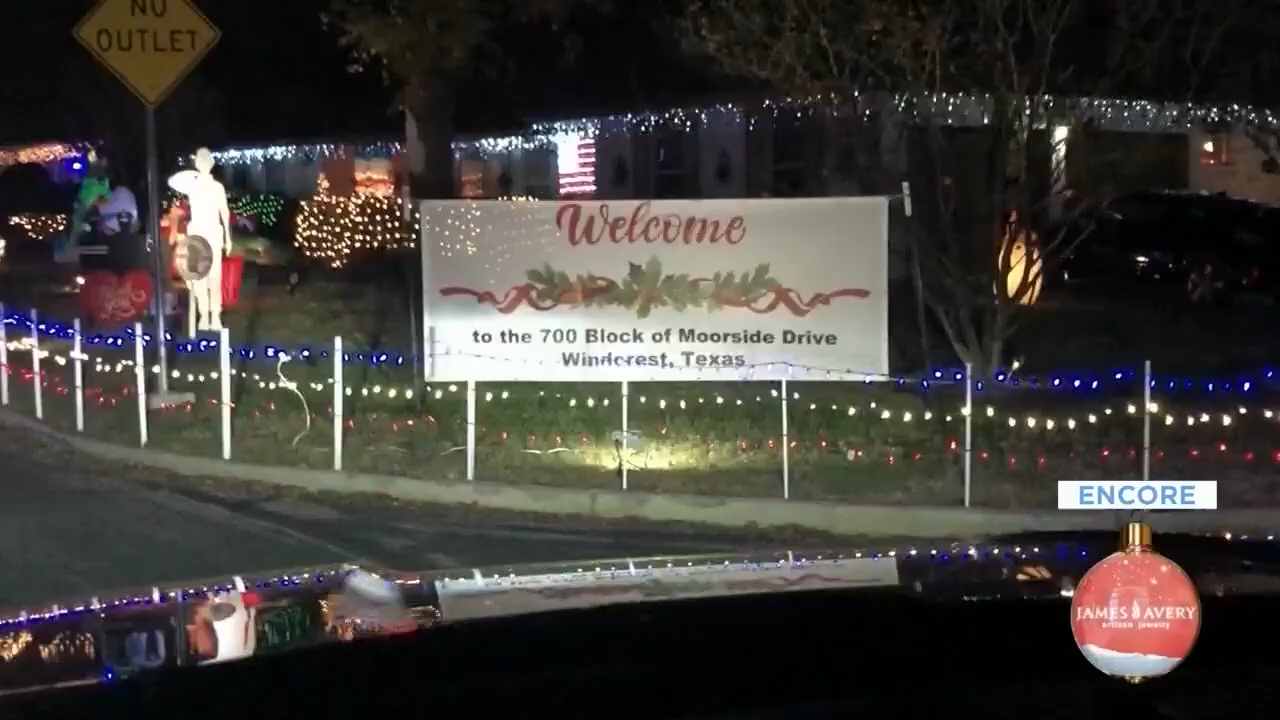 NO
OUTLET
Welcome
to the 700 Block of Moorside Drive
Windcrest, Texas
ENCORE
JAMES AVERY
artisan jewelry